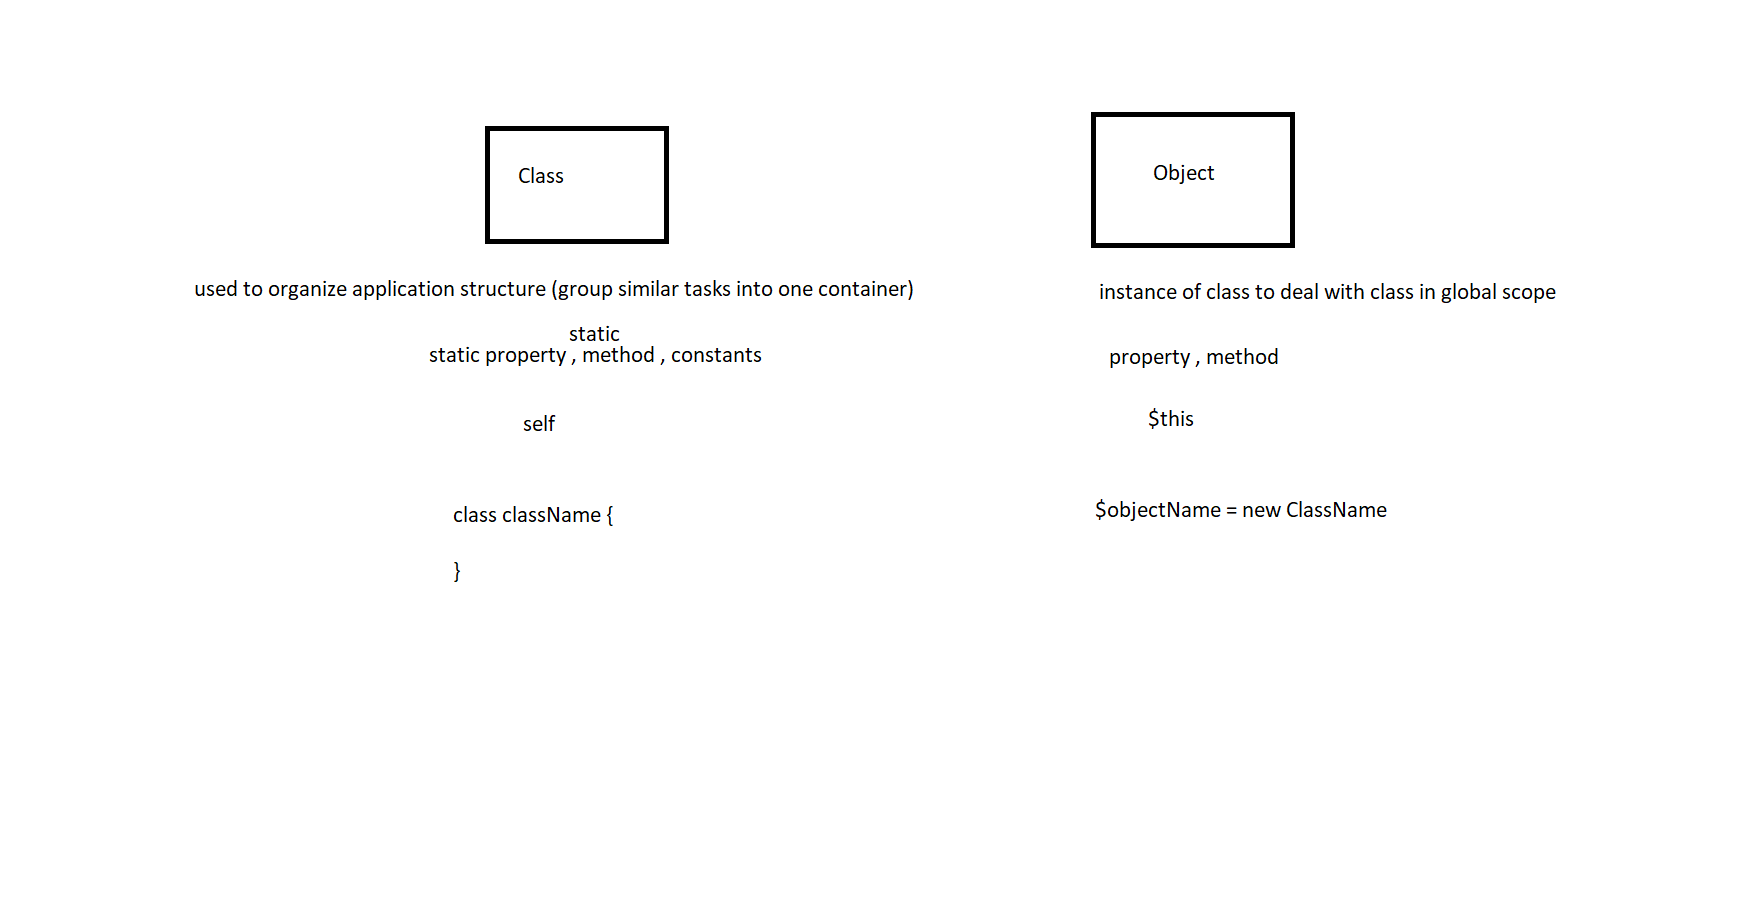 Class
used to organize application structure (group similar tasks into one container)
static
static property , method , constants
self
class className {
}
Object
instance of class to deal with class in global scope
property , method
$this
$objectName = new ClassName